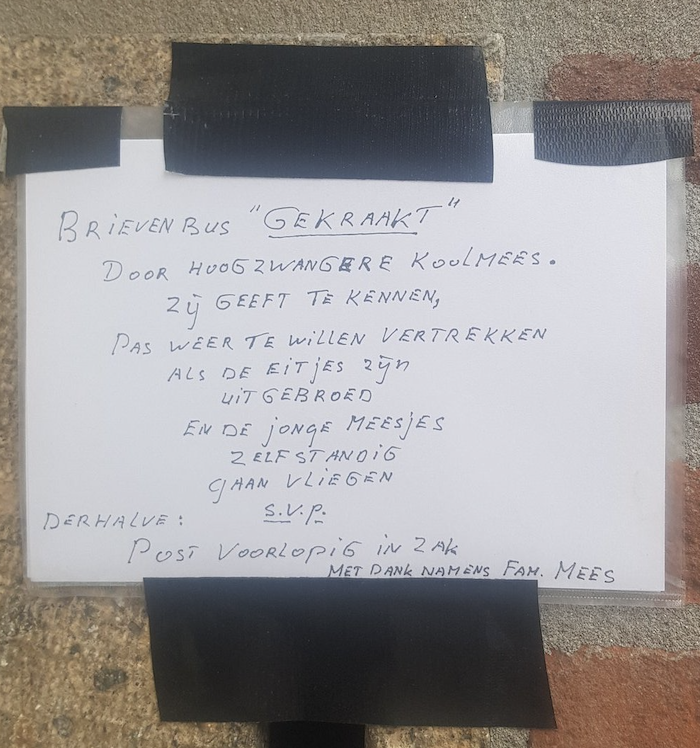 BRIEVENBUS "GEKRAAKT"
DOOR HOOGZWANGERE KOOLMEES.
ZIJ GEEFT TE KENNEN,
PAS WEER TE WILLEN VERTREKKEN
ALS DE EITJES ZIJN
UITGEBROED
EN DE JONGE MEESJES
ZELFSTANDIG
GAAN VLIEGEN
DERHALVE: S.V.P.
POST VOORLOPIG IN ZAK
MET DANK NAMENS FAM. MEES